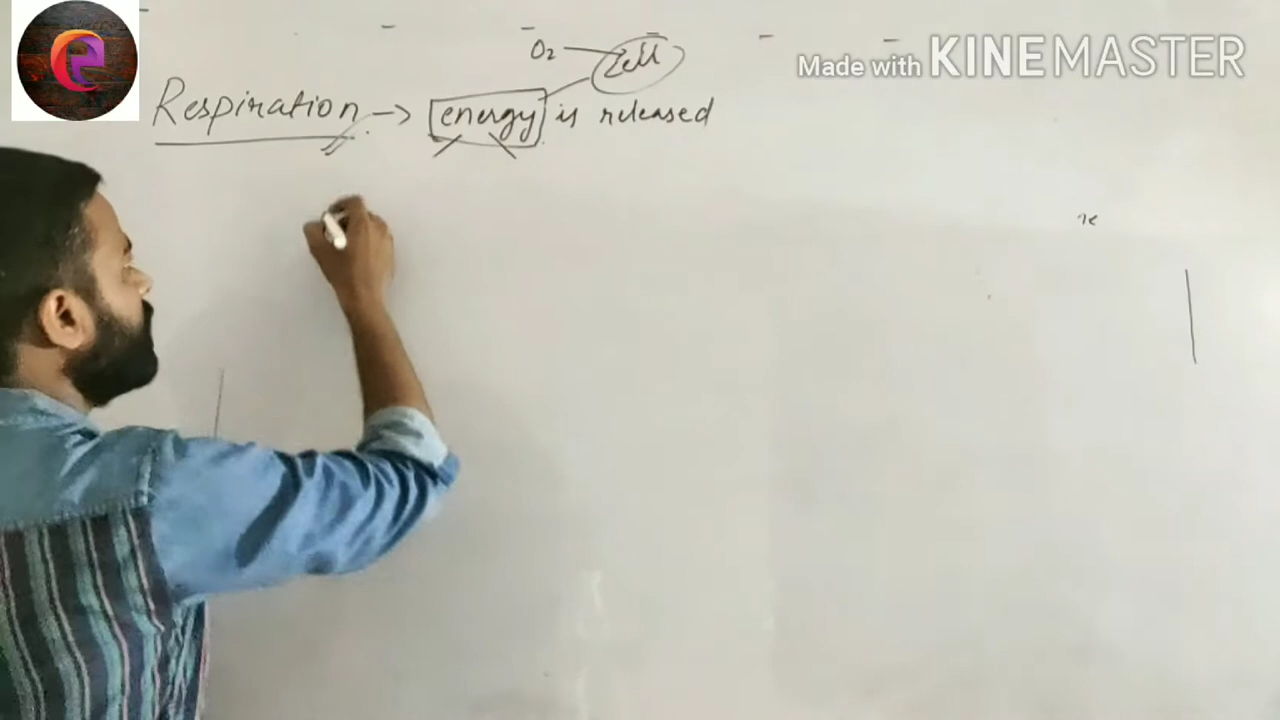 O2 Cell
Made with KINEMASTER
Respiration -> energy is released